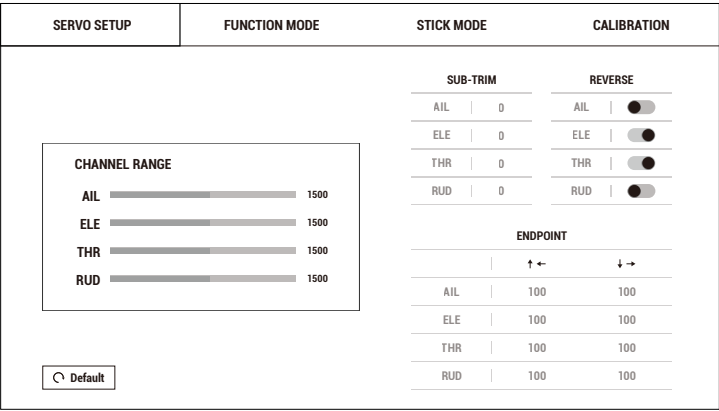 SERVO SETUP FUNCTION MODE STICK MODE CALIBRATION
SUB-TRIM REVERSE
AIL 0 AIL
ELE 0 ELE
THR 0 THR
RUD 0 RUD
CHANNEL RANGE
AIL 1500
ELE 1500
THR 1500
RUD 1500
ENDPOINT
↑ ← ↓ →
AIL 100 100
ELE 100 100
THR 100 100
RUD 100 100
Default